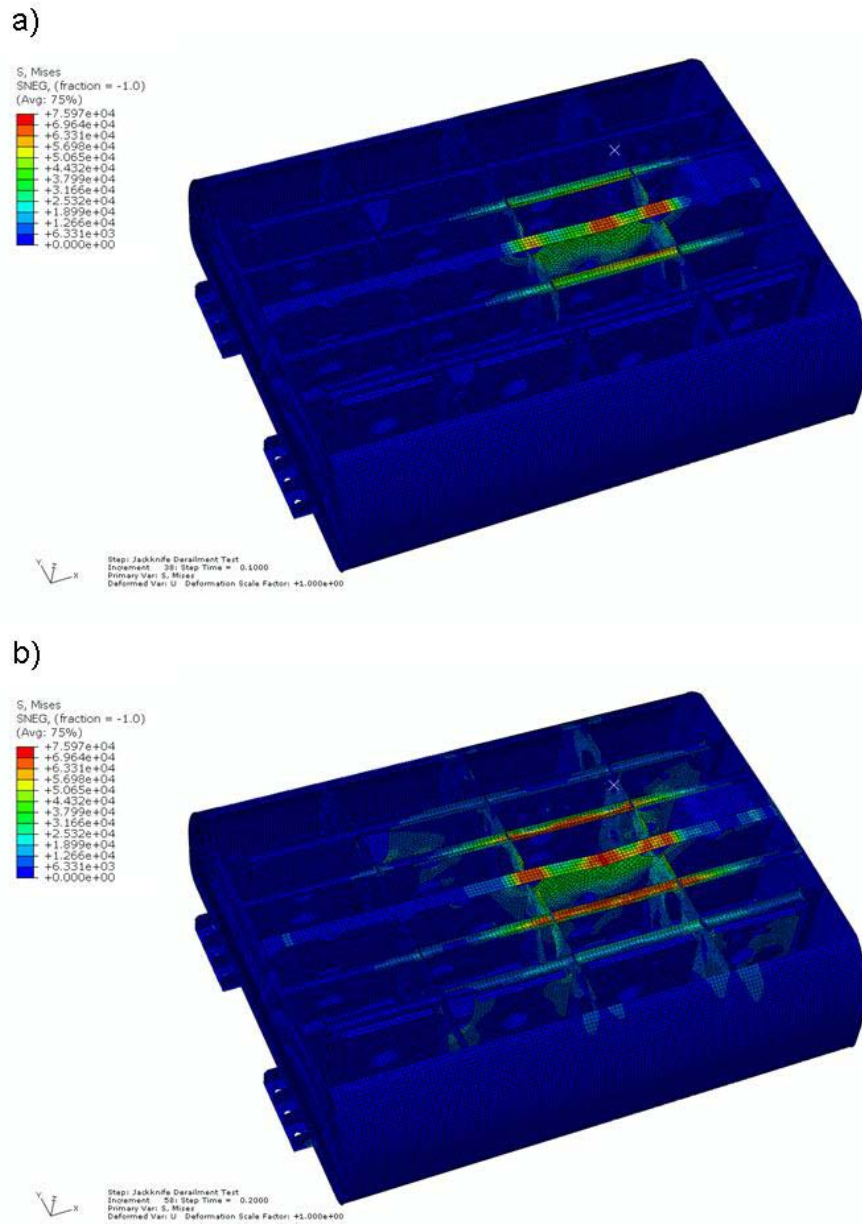 a)
S, Mises
SNEG, (fraction = -1.0)
(Avg: 75%)
+7.597e+04
+6.964e+04
+6.331e+04
+5.698e+04
+5.065e+04
+4.432e+04
+3.799e+04
+3.166e+04
+2.532e+04
+1.899e+04
+1.266e+04
+6.331e+03
+0.000e+00
Y Z X
Step: Jackknife Derailment Test
Increment 38: Step Time = 0.1000
Primary Var: S, Mises
Deformed Var: U Deformation Scale Factor: +1.000e+00
b)
S, Mises
SNEG, (fraction = -1.0)
(Avg: 75%)
+7.597e+04
+6.964e+04
+6.331e+04
+5.698e+04
+5.065e+04
+4.432e+04
+3.799e+04
+3.166e+04
+2.532e+04
+1.899e+04
+1.266e+04
+6.331e+03
+0.000e+00
Y Z X
Step: Jackknife Derailment Test
Increment 58: Step Time = 0.2000
Primary Var: S, Mises
Deformed Var: U Deformation Scale Factor: +1.000e+00